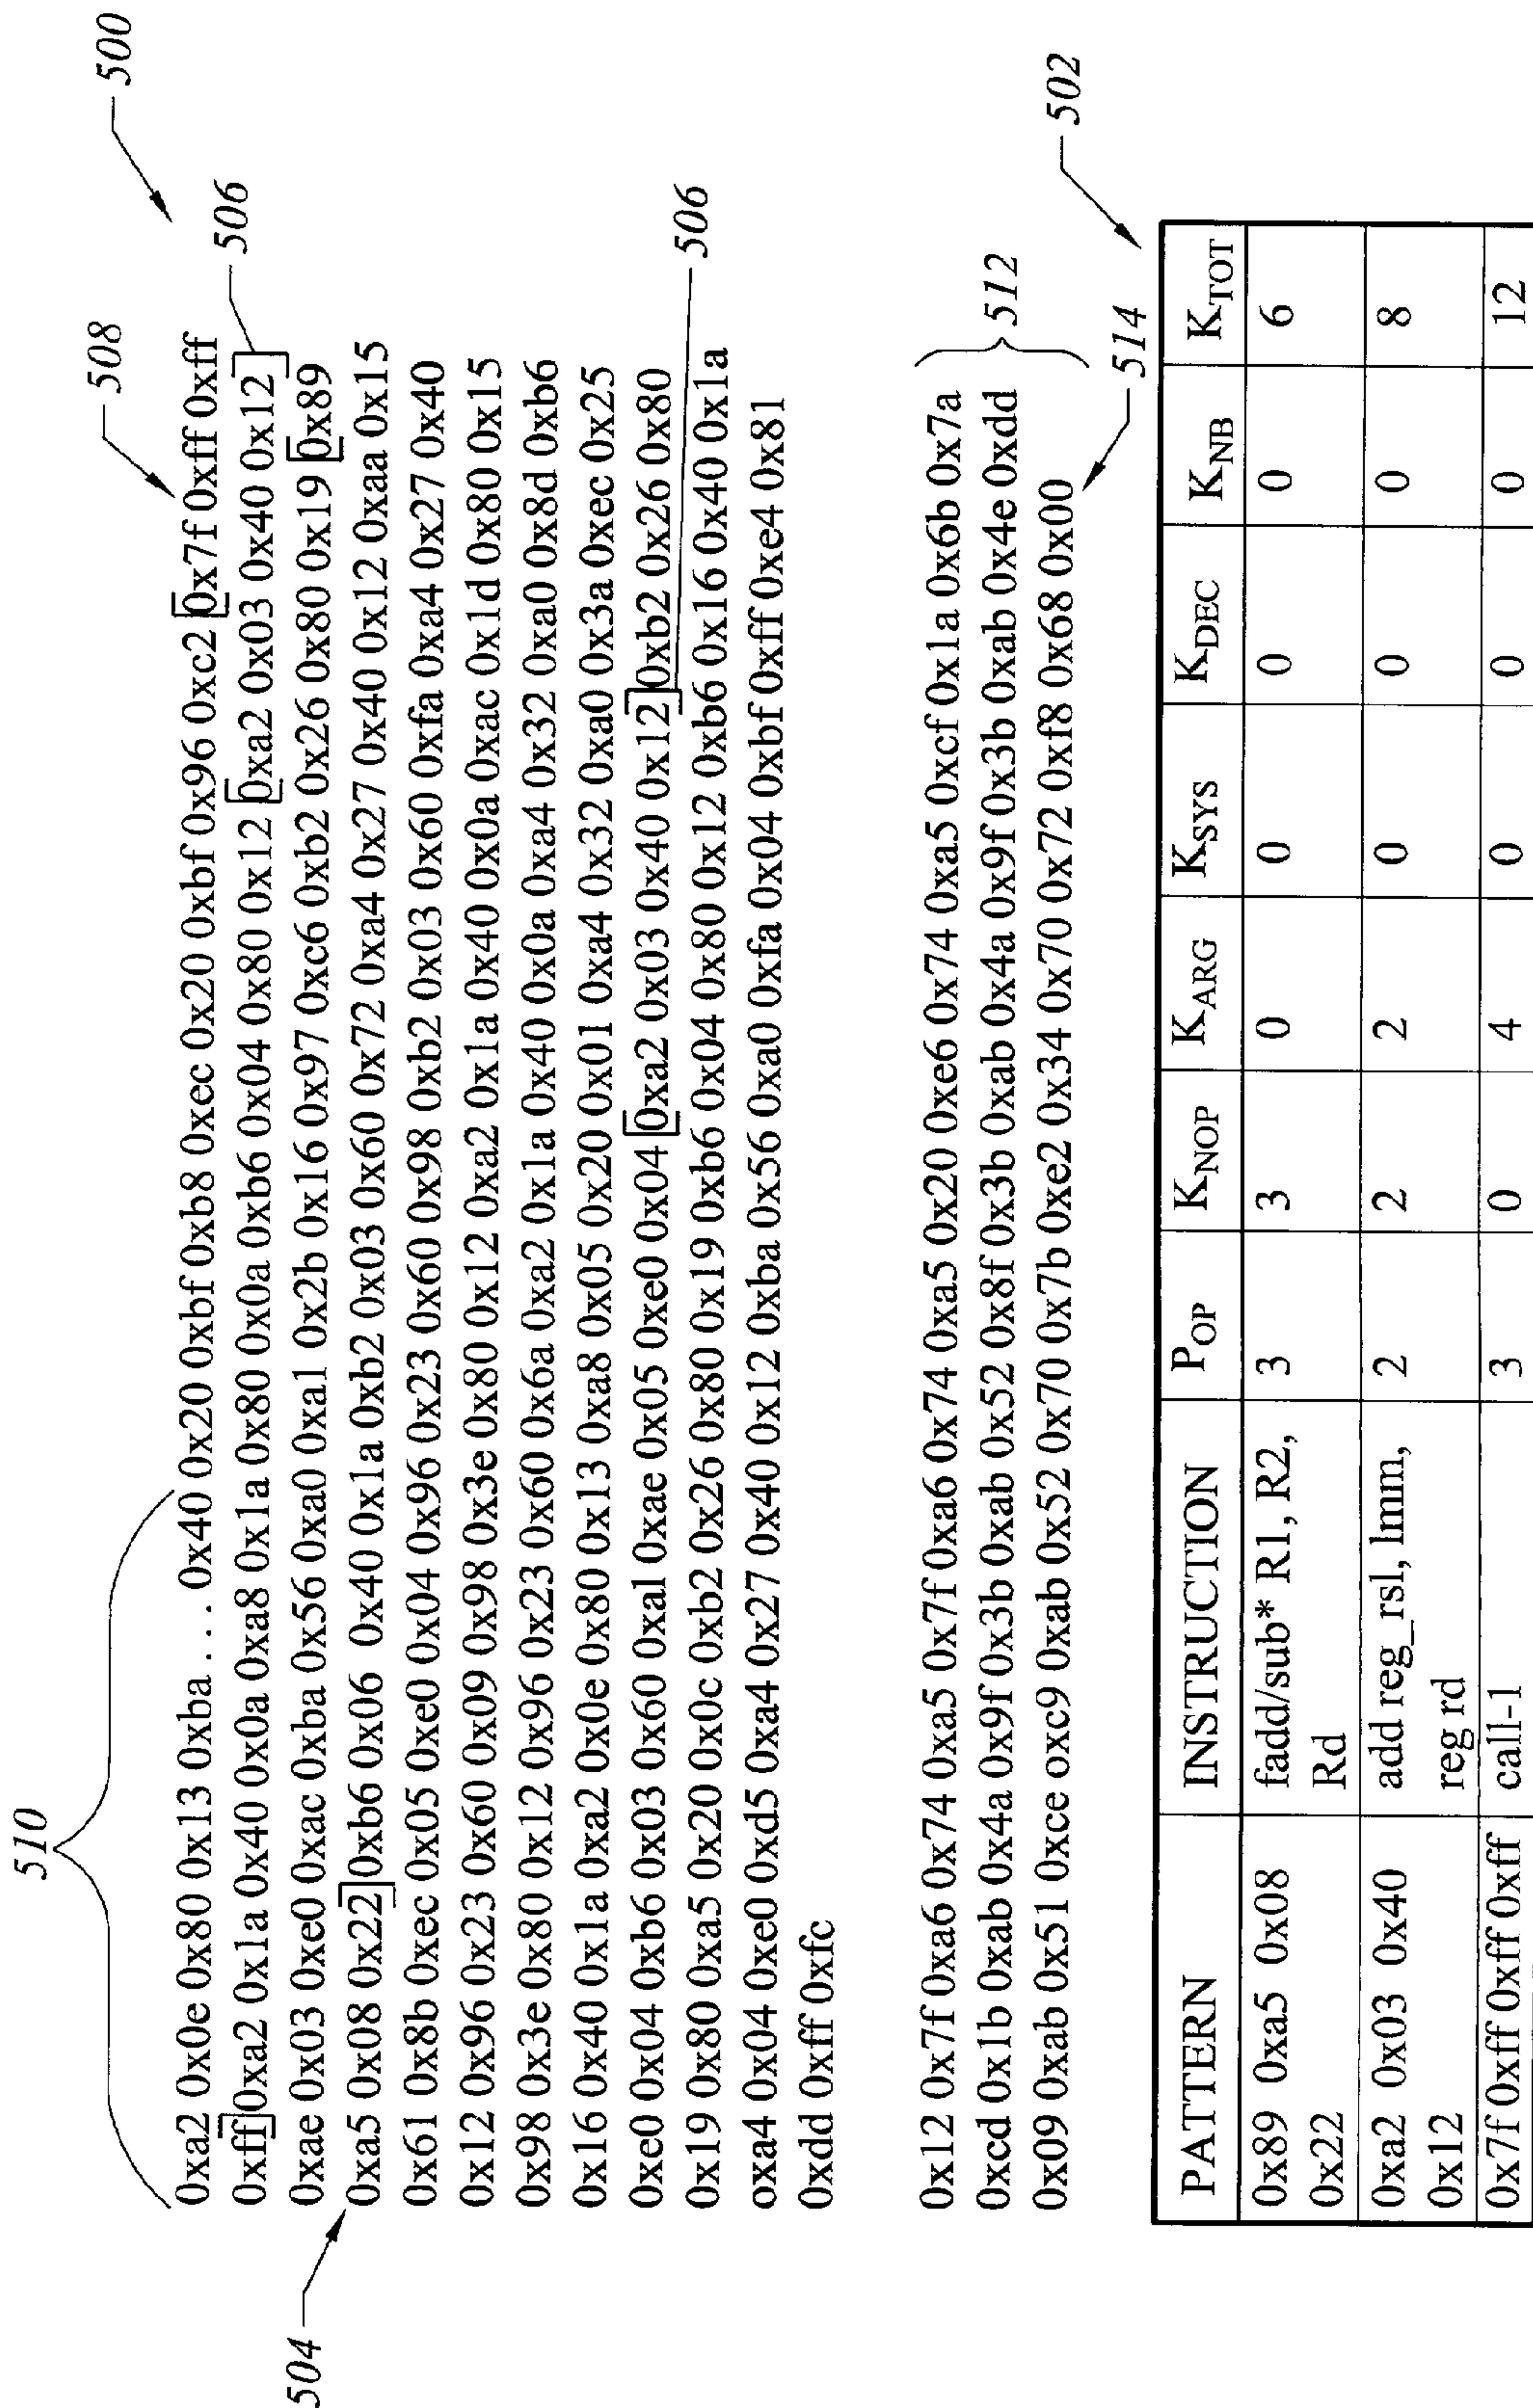 510
500
0xa2 0x0e 0x80 0x13 0xba . . . 0x40 0x20 0xbf 0xb8 0xec 0x20 0xbf 0x96 0xc2 0x7f 0xff 0xff
508
0xff 0xa2 0x1a 0x40 0x0a 0xa8 0x1a 0x80 0x0a 0xb6 0x04 0x80 0x12 0xa2 0x03 0x40 0x12
506
0xae 0x03 0xe0 0xac 0xba 0x56 0xa0 0xa1 0x2b 0x16 0x97 0xc6 0xb2 0x26 0x80 0x19 0x89
504
0xa5 0x08 0x22 0xb6 0x06 0x40 0x1a 0xb2 0x03 0x60 0x72 0xa4 0x27 0x40 0x12 0xaa 0x15
0x61 0x8b 0xec 0x05 0xe0 0x04 0x96 0x23 0x60 0x98 0xb2 0x03 0x60 0xfa 0xa4 0x27 0x40
0x12 0x96 0x23 0x60 0x09 0x98 0x3e 0x80 0x12 0xa2 0x1a 0x40 0x0a 0xac 0x1d 0x80 0x15
0x98 0x3e 0x80 0x12 0x96 0x23 0x60 0x6a 0xa2 0x1a 0x40 0x0a 0xa4 0x32 0xa0 0x8d 0xb6
0x16 0x40 0x1a 0xa2 0x0e 0x80 0x13 0xa8 0x05 0x20 0x01 0xa4 0x32 0xa0 0x3a 0xec 0x25
0xe0 0x04 0xb6 0x03 0x60 0xa1 0xae 0x05 0xe0 0x04 0xa2 0x03 0x40 0x12 0xb2 0x26 0x80
506
0x19 0x80 0xa5 0x20 0x0c 0xb2 0x26 0x80 0x19 0xb6 0x04 0x80 0x12 0xb6 0x16 0x40 0x1a
oxa4 0x04 0xe0 0xd5 0xa4 0x27 0x40 0x12 0xba 0x56 0xa0 0xfa 0x04 0xbf 0xff 0xe4 0x81
0xdd 0xff 0xfc
0x12 0x7f 0xa6 0x74 0xa5 0x7f 0xa6 0x74 0xa5 0x20 0xe6 0x74 0xa5 0xcf 0x1a 0x6b 0x7a
0xcd 0x1b 0xab 0x4a 0x9f 0x3b 0xab 0x52 0x8f 0x3b 0xab 0x4a 0x9f 0x3b 0xab 0x4e 0xdd
512
0x09 0xab 0x51 0xce oxc9 0xab 0x52 0x70 0x7b 0xe2 0x34 0x70 0x72 0xf8 0x68 0x00
514
502
PATTERN INSTRUCTION POP KNOP KARG KSYS KDEC KNB KTOT
0x89 0xa5 0x08 fadd/sub* R1, R2, 3 3 0 0 0 0 6
0x22 Rd
0xa2 0x03 0x40 add reg_rsl, lmm, 2 2 2 0 0 0 8
0x12 reg rd
0x7f 0xff 0xff 0xff call-1 3 0 4 0 0 0 12